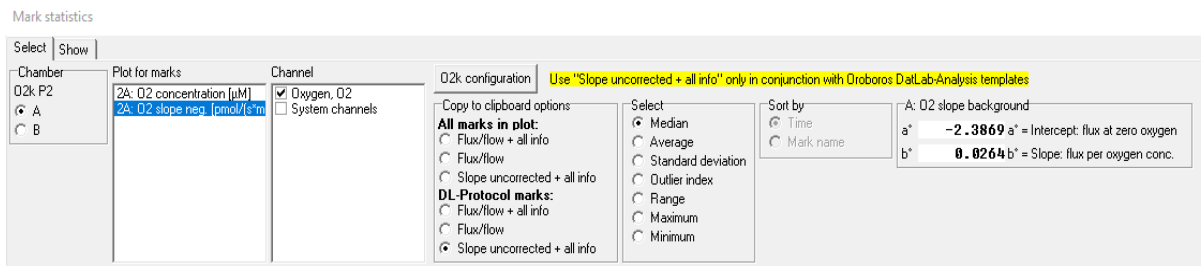 Mark statistics
Select
Show
Chamber
O2k P2
A
B
Plot for marks
2A: O2 concentration [µM]
2A: O2 slope neg. [pmol/(s*m
Channel
Oxygen, O2
System channels
O2k configuration
Use "Slope uncorrected + all info" only in conjunction with Oroboros DatLab-Analysis templates
Copy to clipboard options
All marks in plot:
Flux/flow + all info
Flux/flow
Slope uncorrected + all info
DL-Protocol marks:
Flux/flow + all info
Flux/flow
Slope uncorrected + all info
Select
Median
Average
Standard deviation
Outlier index
Range
Maximum
Minimum
Sort by
Time
Mark name
A: O2 slope background
a° -2.3869 a° = Intercept: flux at zero oxygen
b° 0.0264 b° = Slope: flux per oxygen conc.